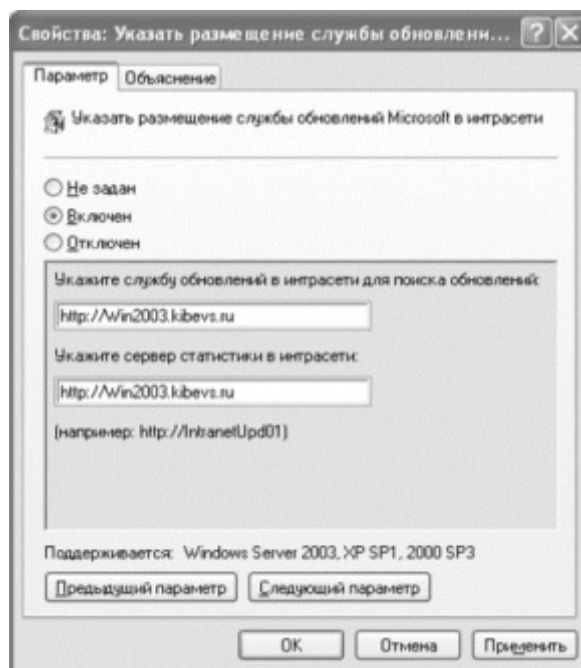 Свойства: Указать размещение службы обновлени...
Параметр
Объяснение
Указать размещение службы обновлений Microsoft в интрасети
Не задан
Включен
Отключен
Укажите службу обновлений в интрасети для поиска обновлений:
http://Win2003.kibevs.ru
Укажите сервер статистики в интрасети:
http://Win2003.kibevs.ru
(например: http://IntranetUpd01)
Поддерживается: Windows Server 2003, XP SP1, 2000 SP3
Предыдущий параметр
Следующий параметр
OK
Отмена
Применить